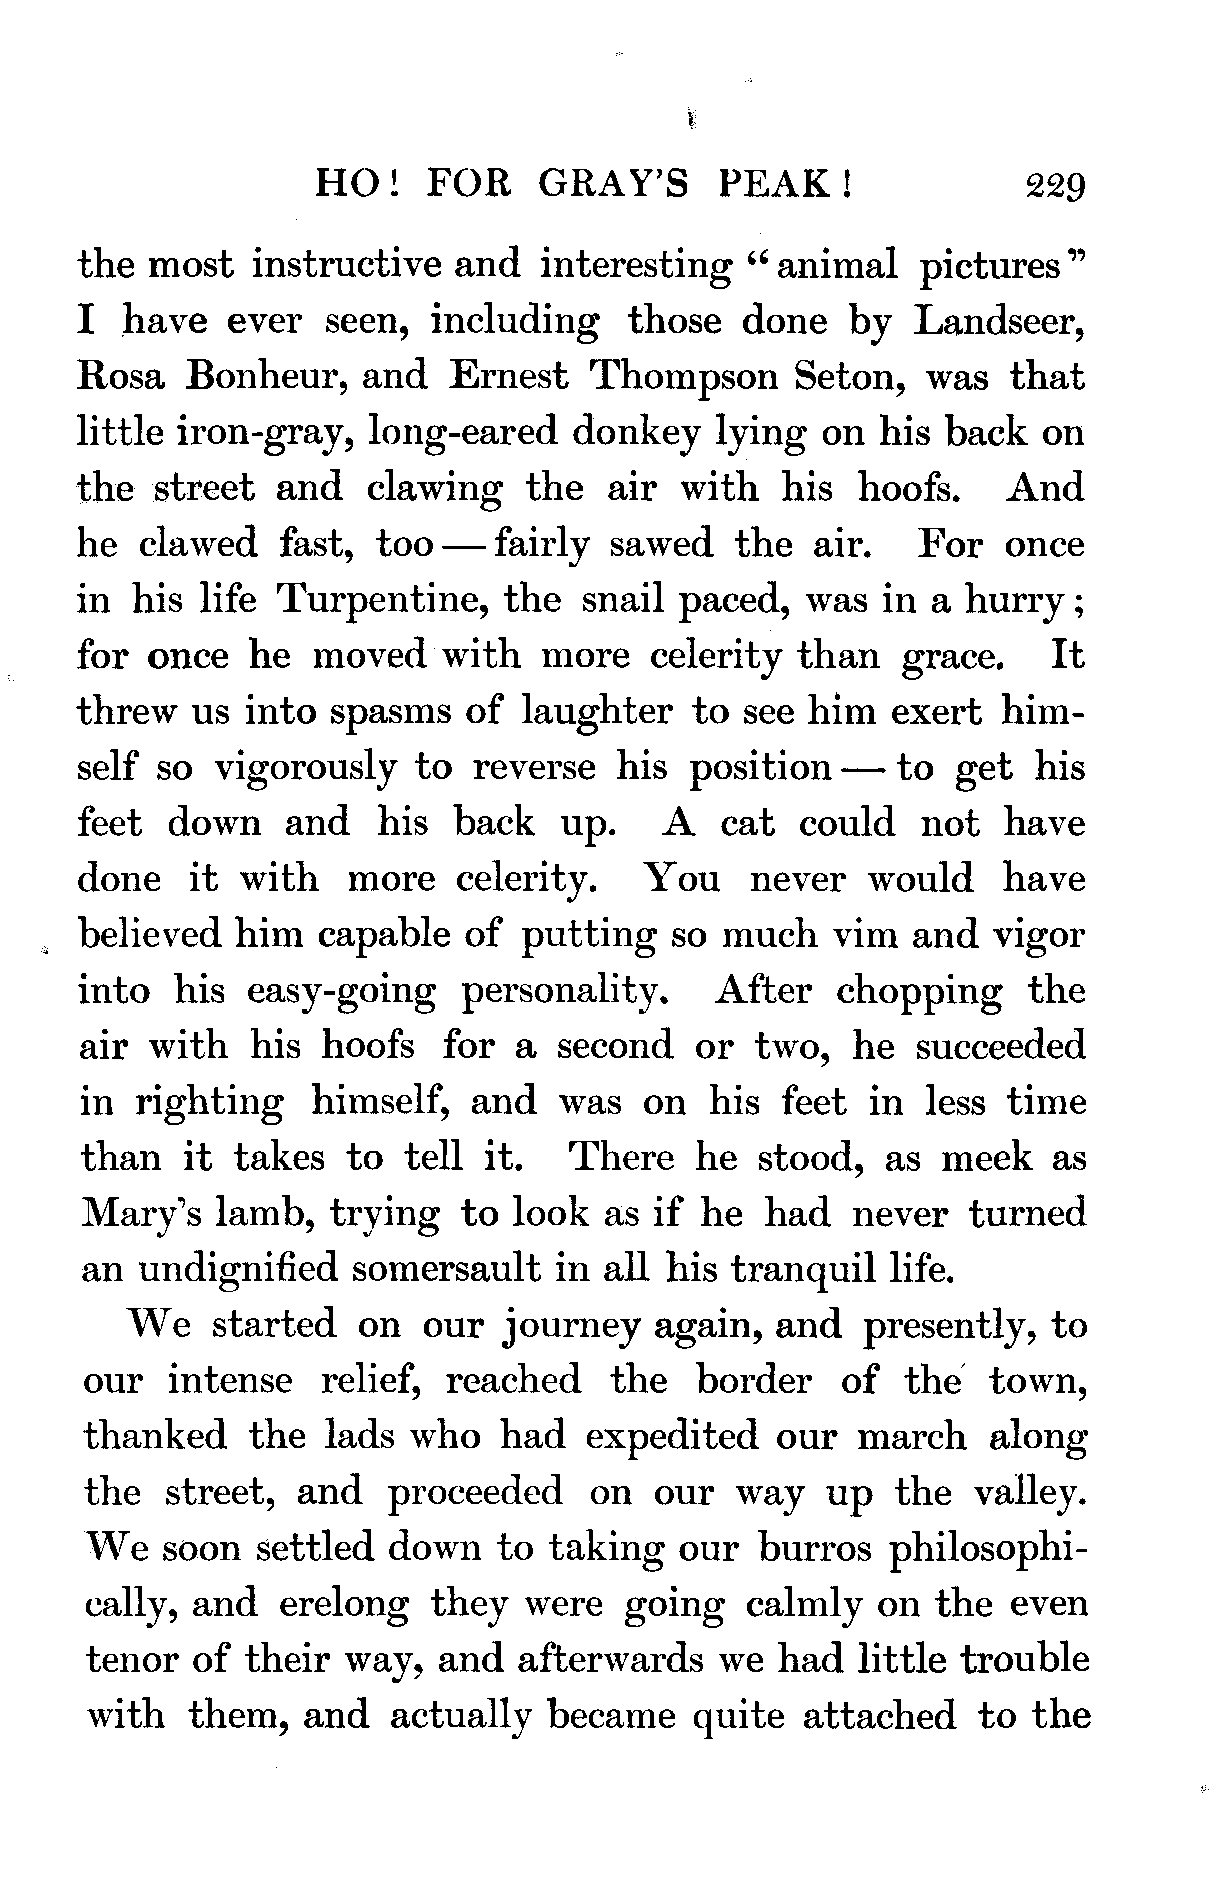 HO! FOR GRAY'S PEAK! 229
the most instructive and interesting "animal pictures"
I have ever seen, including those done by Landseer,
Rosa Bonheur, and Ernest Thompson Seton, was that
little iron-gray, long-eared donkey lying on his back on
the street and clawing the air with his hoofs. And
he clawed fast, too — fairly sawed the air. For once
in his life Turpentine, the snail paced, was in a hurry;
for once he moved with more celerity than grace. It
threw us into spasms of laughter to see him exert him-
self so vigorously to reverse his position — to get his
feet down and his back up. A cat could not have
done it with more celerity. You never would have
believed him capable of putting so much vim and vigor
into his easy-going personality. After chopping the
air with his hoofs for a second or two, he succeeded
in righting himself, and was on his feet in less time
than it takes to tell it. There he stood, as meek as
Mary's lamb, trying to look as if he had never turned
an undignified somersault in all his tranquil life.
We started on our journey again, and presently, to
our intense relief, reached the border of the town,
thanked the lads who had expedited our march along
the street, and proceeded on our way up the valley.
We soon settled down to taking our burros philosophi-
cally, and erelong they were going calmly on the even
tenor of their way, and afterwards we had little trouble
with them, and actually became quite attached to the